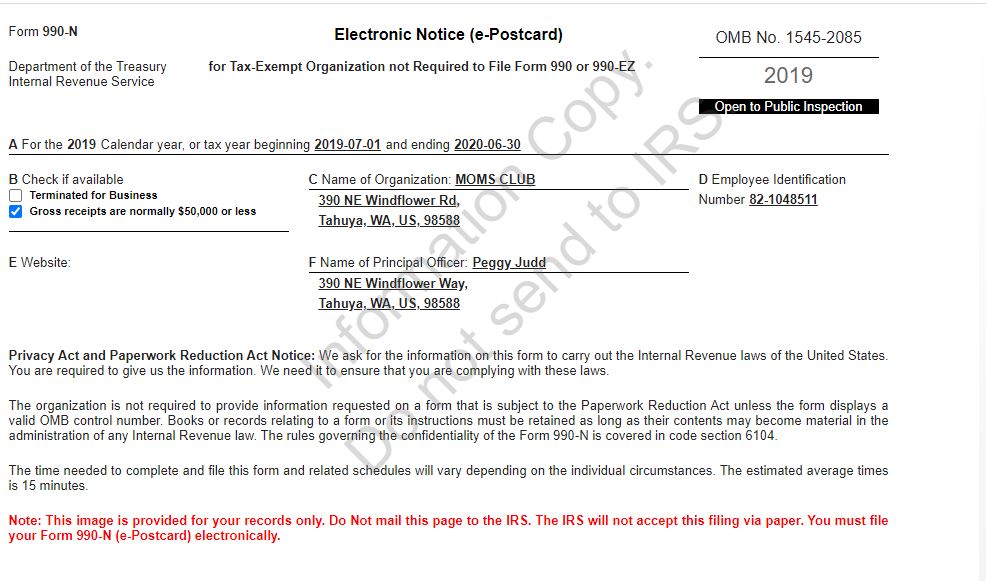 Form 990-N
Electronic Notice (e-Postcard)
OMB No. 1545-2085
Department of the Treasury
Internal Revenue Service
for Tax-Exempt Organization not Required to File Form 990 or 990-EZ
2019
Open to Public Inspection
A For the 2019 Calendar year, or tax year beginning 2019-07-01 and ending 2020-06-30
B Check if available
Terminated for Business
Gross receipts are normally $50,000 or less
C Name of Organization: MOMS CLUB
390 NE Windflower Rd,
Tahuya, WA, US, 98588
D Employee Identification
Number 82-1048511
E Website:
F Name of Principal Officer: Peggy Judd
390 NE Windflower Way,
Tahuya, WA, US, 98588
Privacy Act and Paperwork Reduction Act Notice: We ask for the information on this form to carry out the Internal Revenue laws of the United States.
You are required to give us the information. We need it to ensure that you are complying with these laws.
The organization is not required to provide information requested on a form that is subject to the Paperwork Reduction Act unless the form displays a
valid OMB control number. Books or records relating to a form or its instructions must be retained as long as their contents may become material in the
administration of any Internal Revenue law. The rules governing the confidentiality of the Form 990-N is covered in code section 6104.
The time needed to complete and file this form and related schedules will vary depending on the individual circumstances. The estimated average times
is 15 minutes.
Note: This image is provided for your records only. Do Not mail this page to the IRS. The IRS will not accept this filing via paper. You must file
your Form 990-N (e-Postcard) electronically.
Information Copy.
Do not send to IRS.